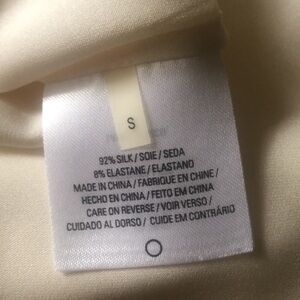 S
92% SILK / SOIE / SEDA
8% ELASTANE / ELASTANO
MADE IN CHINA / FABRIQUE EN CHINE /
HECHO EN CHINA / FEITO EM CHINA
CARE ON REVERSE / VOIR VERSO /
CUIDADO AL DORSO / CUIDE EM CONTRÁRIO